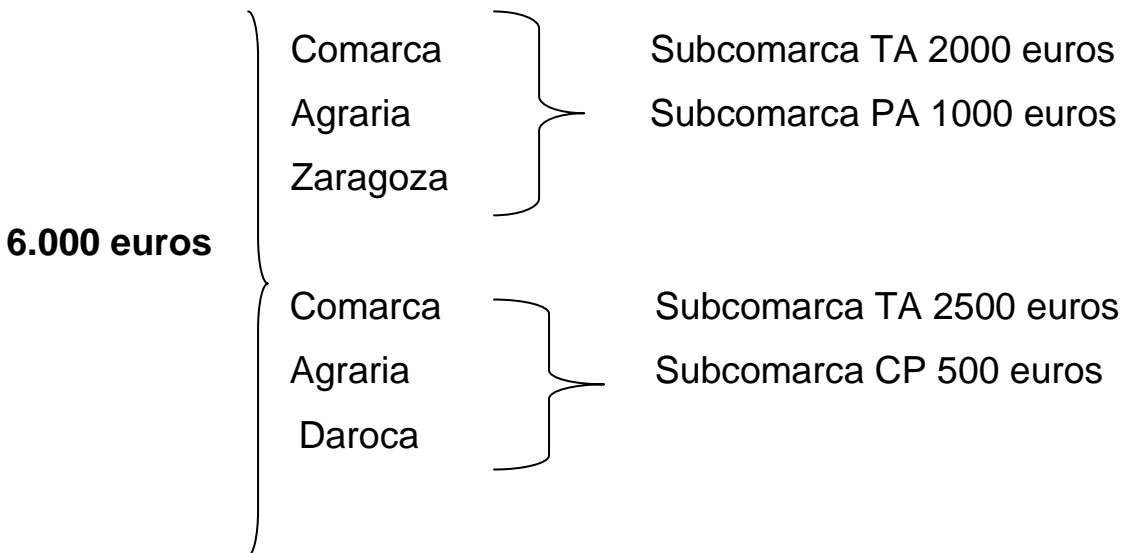 Comarca Subcomarca TA 2000 euros
Agraria Subcomarca PA 1000 euros
Zaragoza
6.000 euros
Comarca Subcomarca TA 2500 euros
Agraria Subcomarca CP 500 euros
Daroca